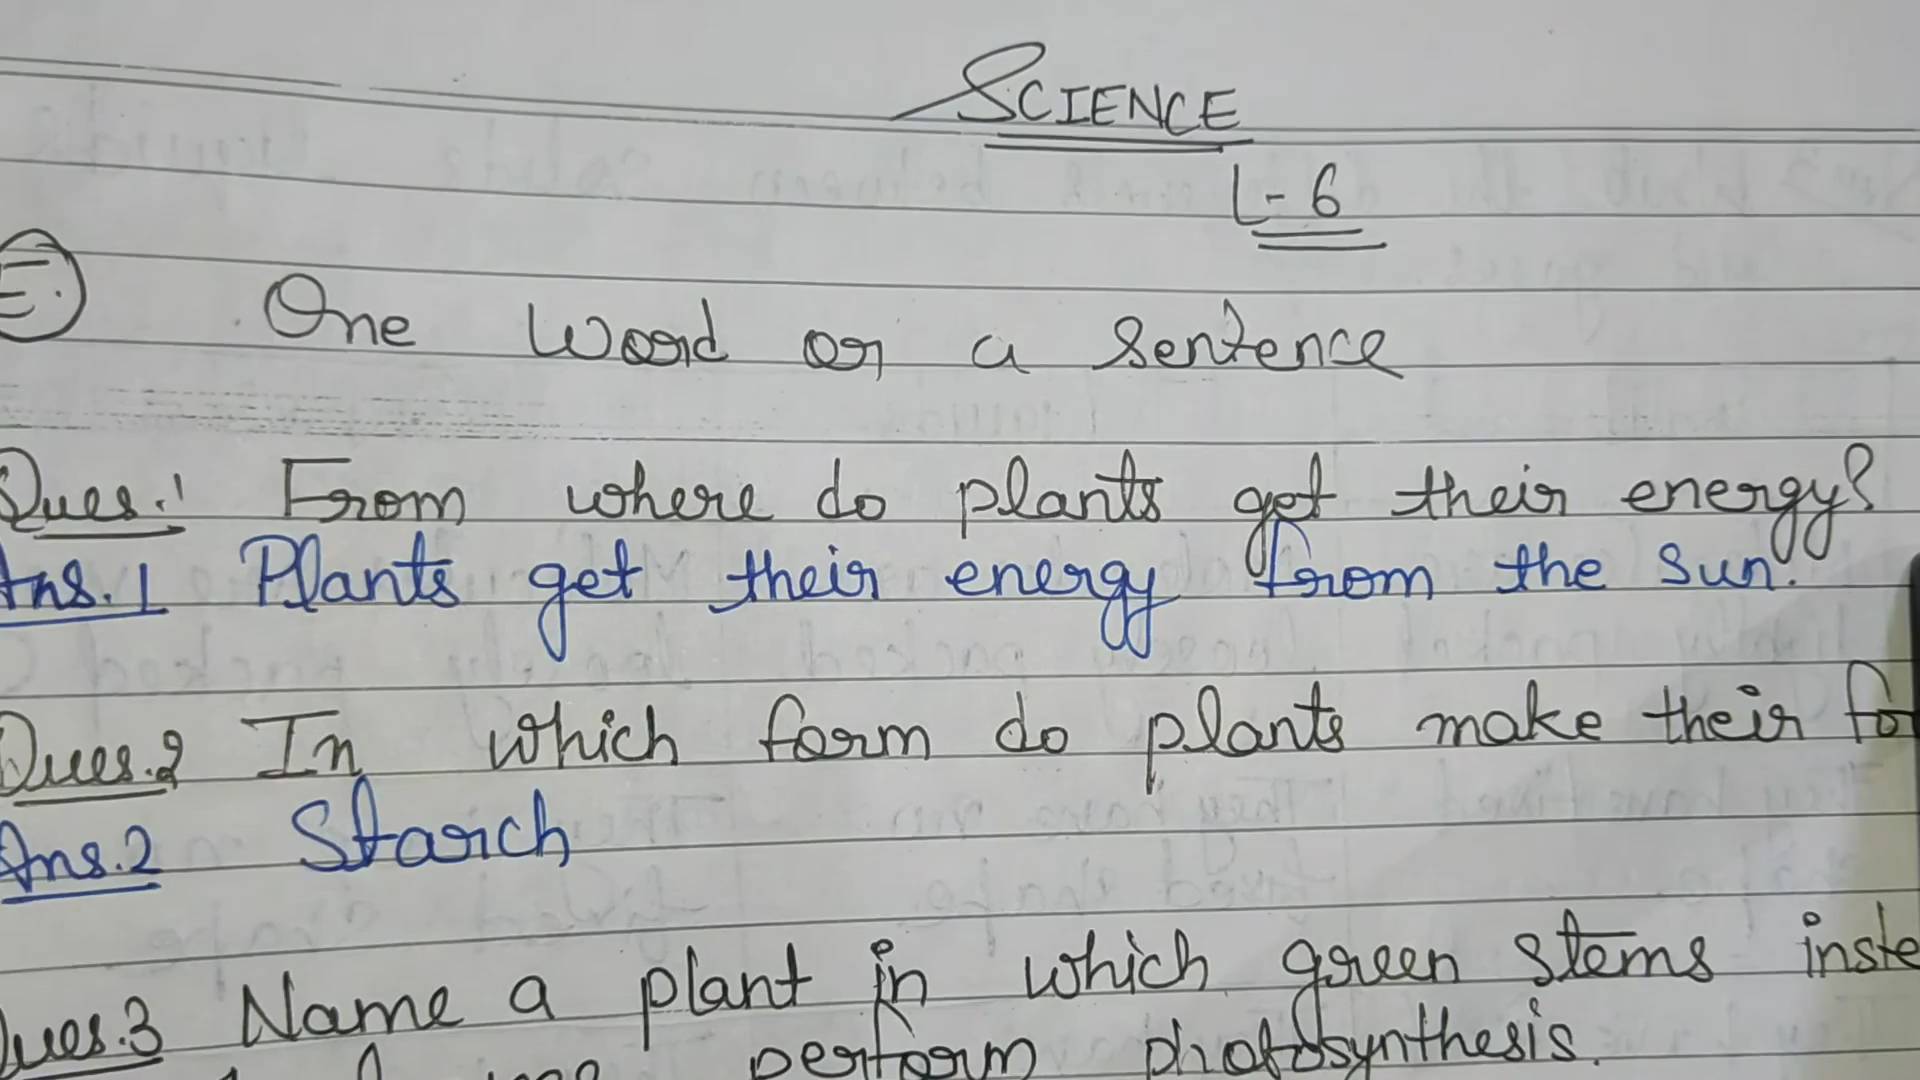 SCIENCE
L-6
E. One Word or a sentence
Ques.1 From where do plants get their energy?
Ans.1 Plants get their energy from the sun.
Ques.2 In which form do plants make their
Ans.2 Starch
Ques.3 Name a plant in which green stems
perform photosynthesis.